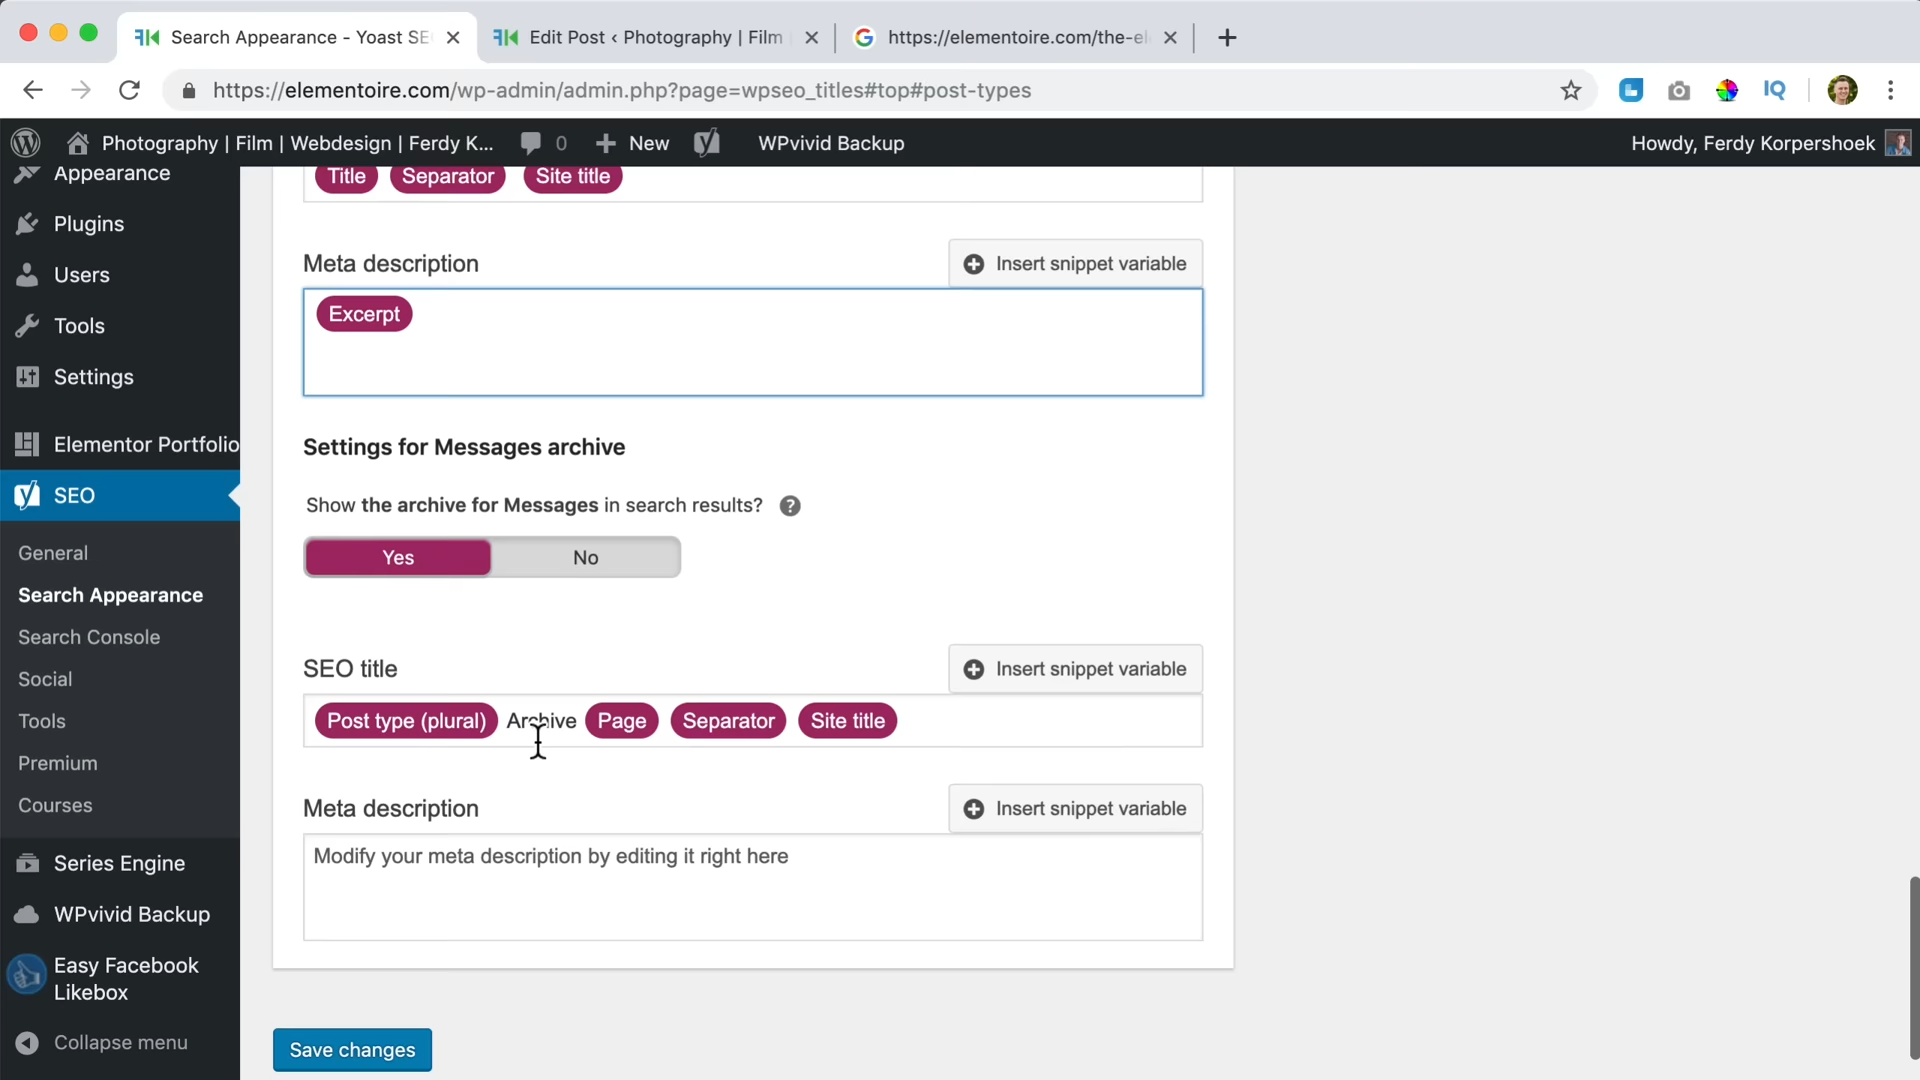 Search Appearance - Yoast SE
Edit Post ‹ Photography | Film
https://elementoire.com/the-el
https://elementoire.com/wp-admin/admin.php?page=wpseo_titles#top#post-types
IQ
Photography | Film | Webdesign | Ferdy K...
0
New
WPvivid Backup
Howdy, Ferdy Korpershoek
Appearance
Plugins
Users
Tools
Settings
Elementor Portfolio
SEO
General
Search Appearance
Search Console
Social
Tools
Premium
Courses
Series Engine
WPvivid Backup
Easy Facebook
Likebox
Collapse menu
Title Separator Site title
Meta description
Insert snippet variable
Excerpt
Settings for Messages archive
Show the archive for Messages in search results? ?
Yes No
SEO title
Insert snippet variable
Post type (plural) Archive Page Separator Site title
Meta description
Insert snippet variable
Modify your meta description by editing it right here
Save changes